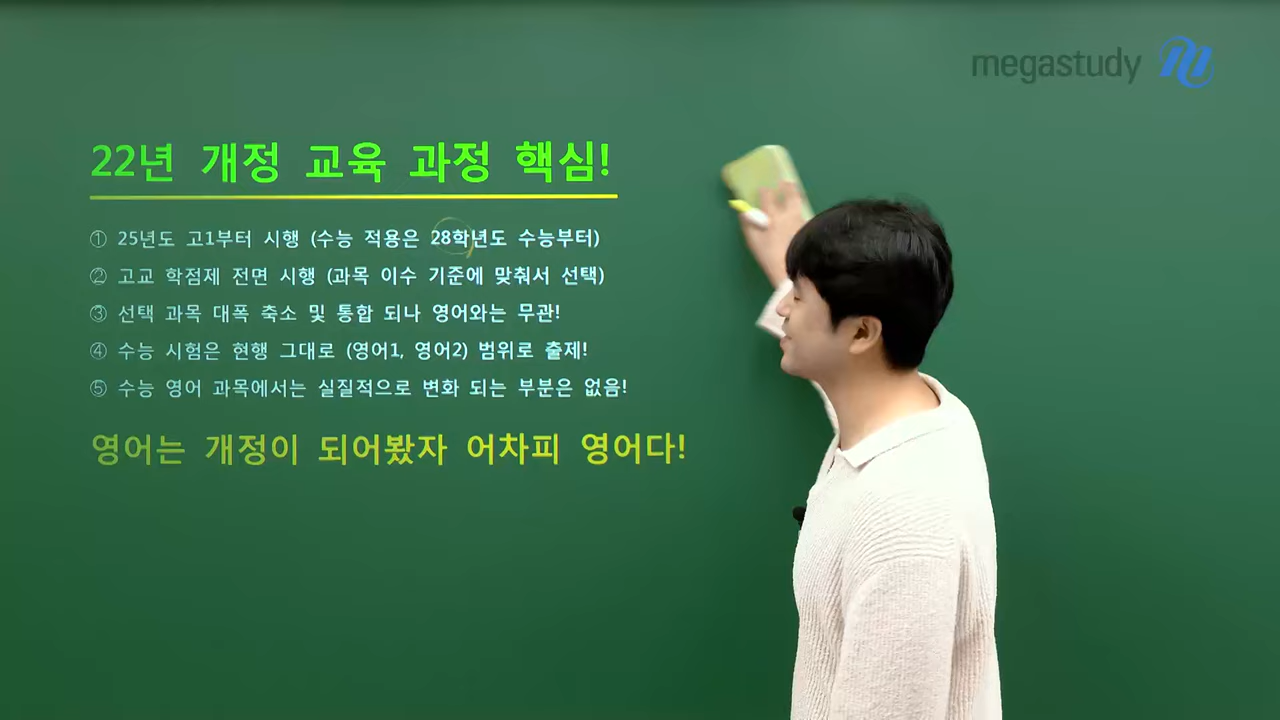 megastudy
22년 개정 교육 과정 핵심!
① 25년도 고1부터 시행 (수능 적용은 28학년도 수능부터)
② 고교 학점제 전면 시행 (과목 이수 기준에 맞춰서 선택)
③ 선택 과목 대폭 축소 및 통합 되나 영어와는 무관!
④ 수능 시험은 현행 그대로 (영어1, 영어2) 범위로 출제!
⑤ 수능 영어 과목에서는 실질적으로 변화 되는 부분은 없음!
영어는 개정이 되어봤자 어차피 영어다!